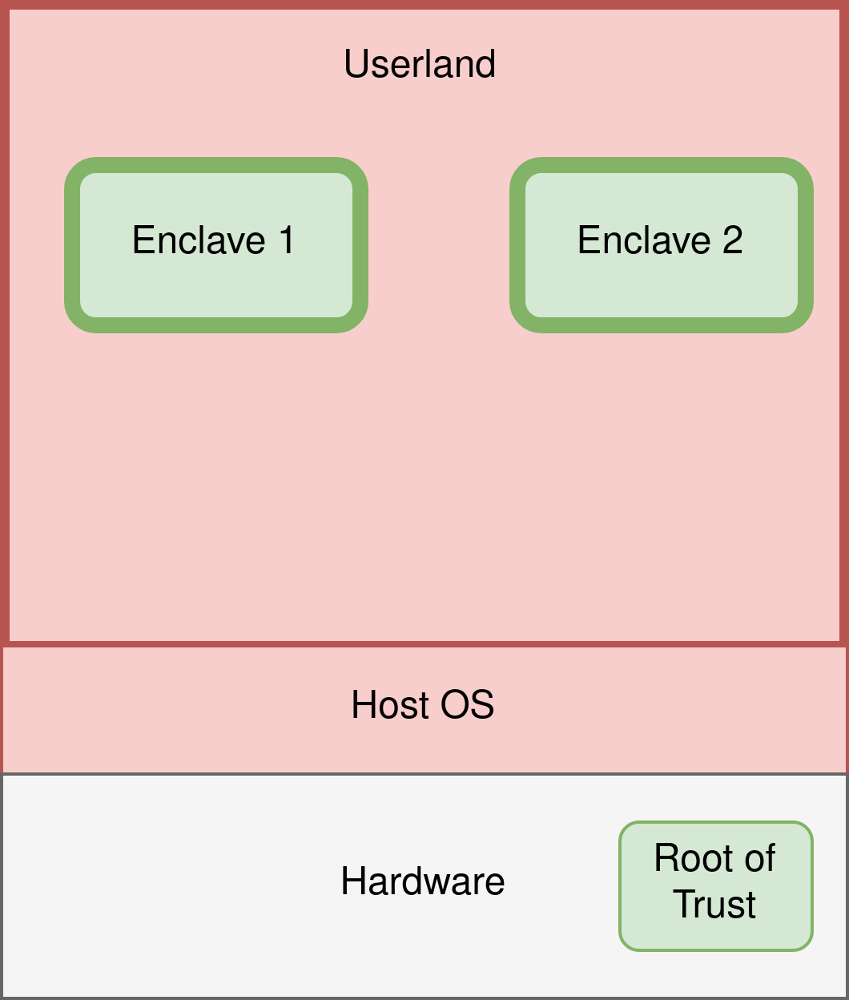 Userland
Enclave 1
Enclave 2
Host OS
Hardware
Root of
Trust